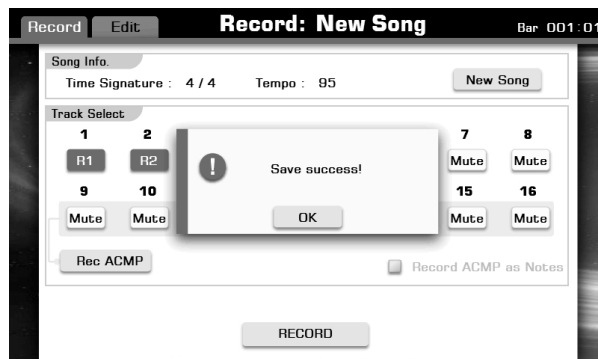 Record Edit Record: New Song Bar 001:01
Song Info.
Time Signature : 4 / 4 Tempo : 95 New Song
Track Select
1 2 7 8
R1 R2 Mute Mute
! Save success!
9 10 15 16
Mute Mute OK Mute Mute
Rec ACMP Record ACMP as Notes
RECORD